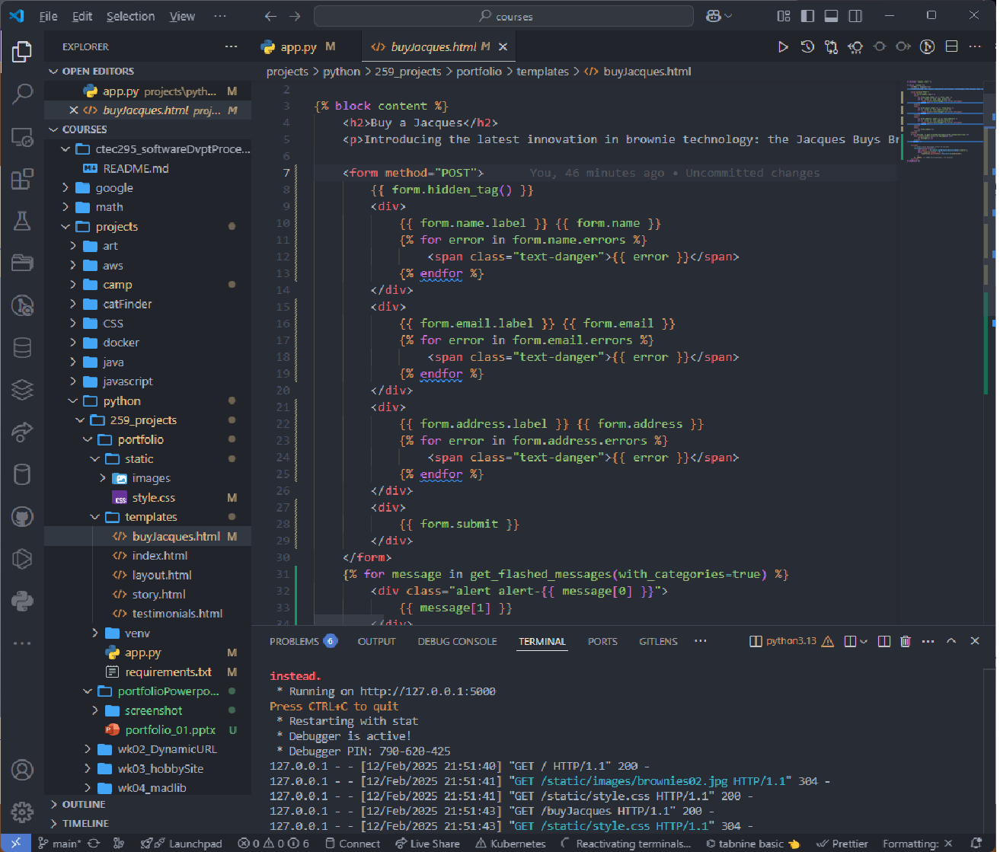 File Edit Selection View ··· courses
EXPLORER ··· app.py M buyJacques.html M
OPEN EDITORS
app.py projects\pyth... M
buyJacques.html proj... M
COURSES
ctec295_softwareDvptProce...
README.md
google
math
projects
art
aws
camp
catFinder
CSS
docker
java
javascript
python
259_projects
portfolio
static
images
style.css M
templates
buyJacques.html M
index.html
layout.html
story.html
testimonials.html
venv
app.py M
requirements.txt M
portfolioPowerpo...
screenshot
portfolio_01.pptx U
wk02_DynamicURL
wk03_hobbySite
wk04_madlib
OUTLINE
TIMELINE
projects > python > 259_projects > portfolio > templates > buyJacques.html
2
3 {% block content %}
4 <h2>Buy a Jacques</h2>
5 <p>Introducing the latest innovation in brownie technology: the Jacques Buys Br
6
7 <form method="POST"> You, 46 minutes ago • Uncommitted changes
8 {{ form.hidden_tag() }}
9 <div>
10 {{ form.name.label }} {{ form.name }}
11 {% for error in form.name.errors %}
12 <span class="text-danger">{{ error }}</span>
13 {% endfor %}
14 </div>
15 <div>
16 {{ form.email.label }} {{ form.email }}
17 {% for error in form.email.errors %}
18 <span class="text-danger">{{ error }}</span>
19 {% endfor %}
20 </div>
21 <div>
22 {{ form.address.label }} {{ form.address }}
23 {% for error in form.address.errors %}
24 <span class="text-danger">{{ error }}</span>
25 {% endfor %}
26 </div>
27 <div>
28 {{ form.submit }}
29 </div>
30 </form>
31 {% for message in get_flashed_messages(with_categories=true) %}
32 <div class="alert alert-{{ message[0] }}">
33 {{ message[1] }}
34 </div>
PROBLEMS 6 OUTPUT DEBUG CONSOLE TERMINAL PORTS GITLENS ··· python3.13
instead.
* Running on http://127.0.0.1:5000
Press CTRL+C to quit
* Restarting with stat
* Debugger is active!
* Debugger PIN: 790-620-425
127.0.0.1 - - [12/Feb/2025 21:51:40] "GET / HTTP/1.1" 200 -
127.0.0.1 - - [12/Feb/2025 21:51:41] "GET /static/images/brownies02.jpg HTTP/1.1" 304 -
127.0.0.1 - - [12/Feb/2025 21:51:41] "GET /static/style.css HTTP/1.1" 200 -
127.0.0.1 - - [12/Feb/2025 21:51:43] "GET /buyJacques HTTP/1.1" 200 -
127.0.0.1 - - [12/Feb/2025 21:51:43] "GET /static/style.css HTTP/1.1" 304 -
main* Launchpad 0 0 6 Connect Live Share Kubernetes Reactivating terminals... tabnine basic Prettier Formatting: ×